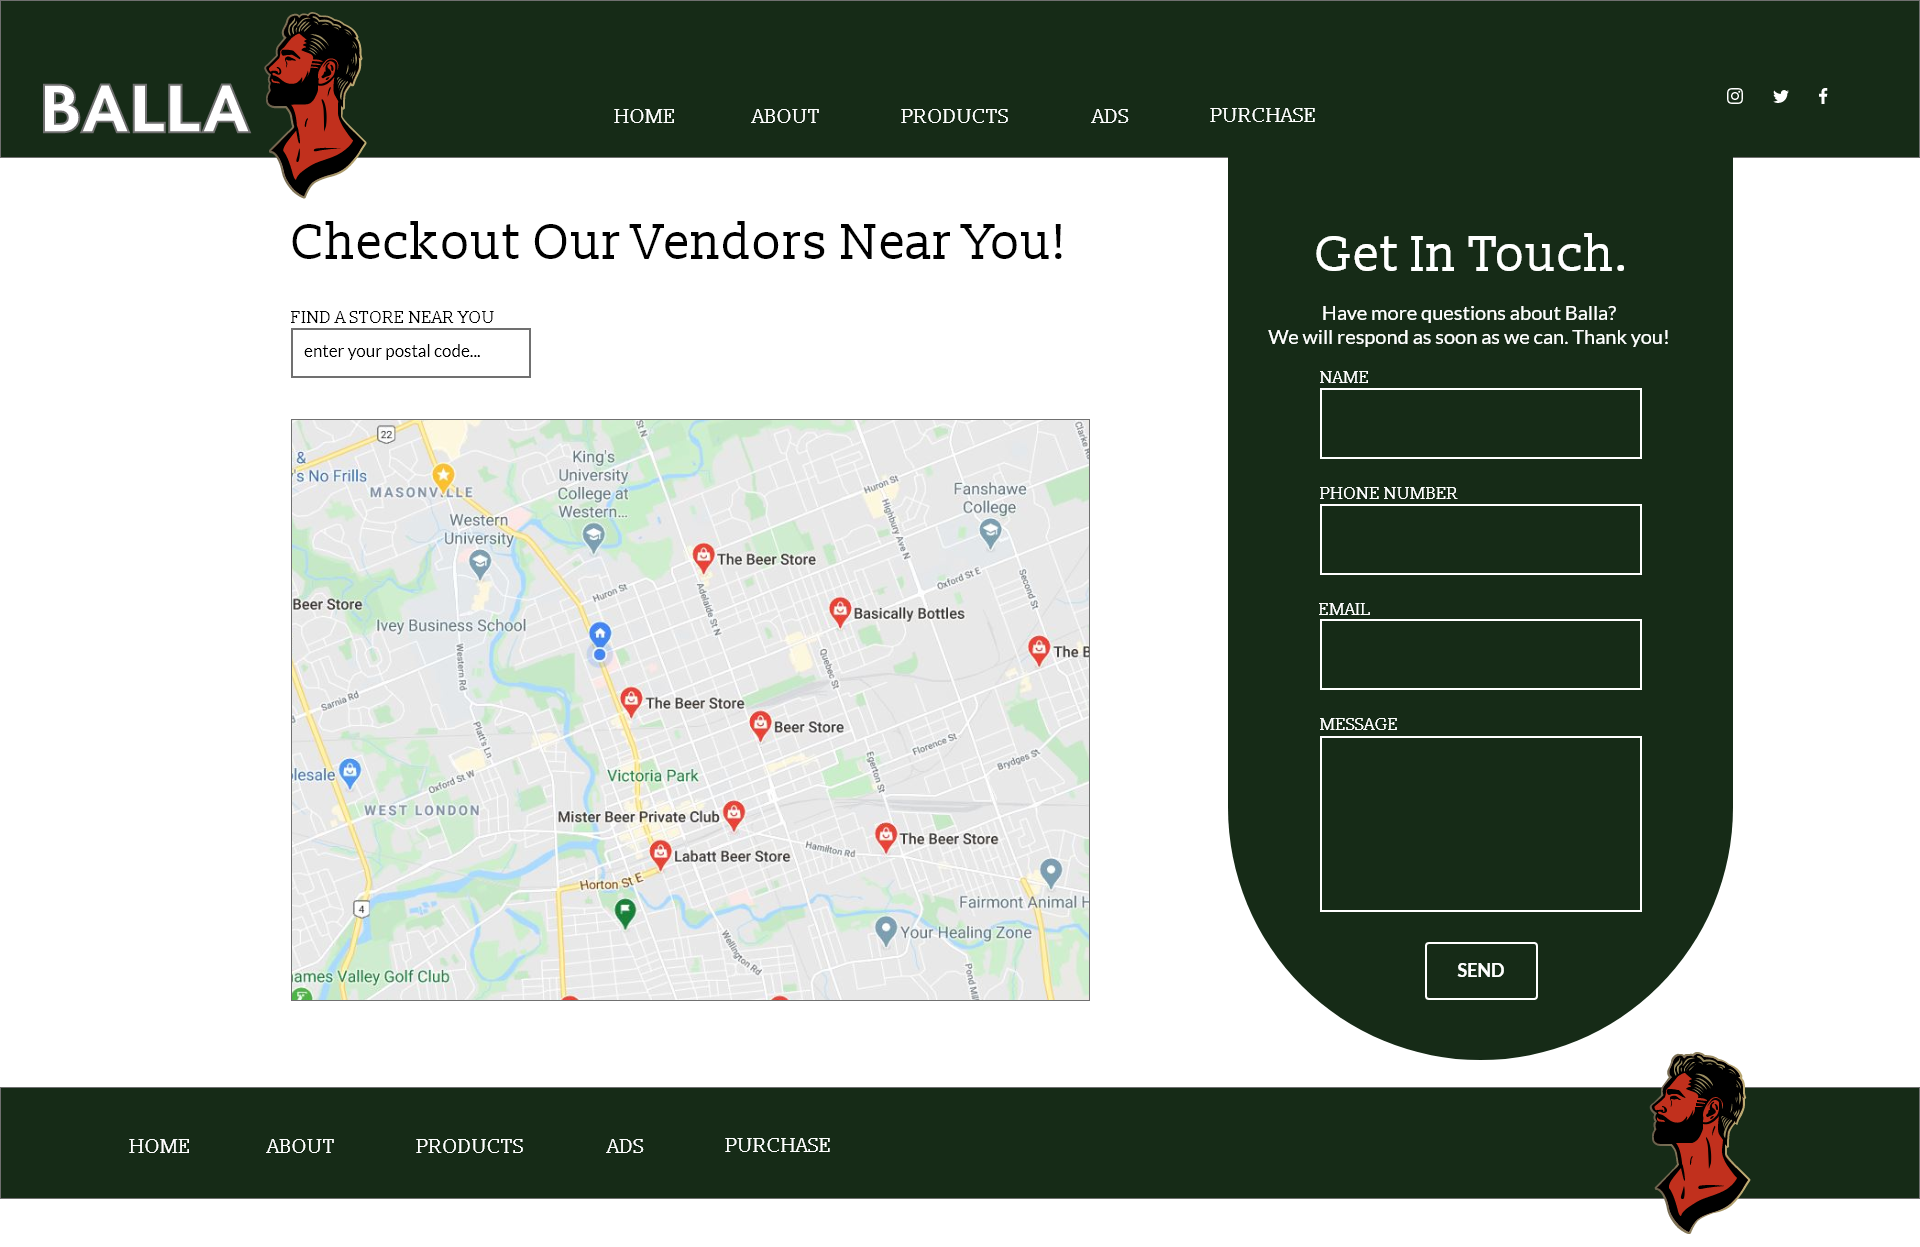 BALLA
HOME
ABOUT
PRODUCTS
ADS
PURCHASE
Checkout Our Vendors Near You!
FIND A STORE NEAR YOU
enter your postal code...
22
&
's No Frills
MASONVILLE
King's
University
College at
Western...
St N
Clarke Rd
Huron St
Highbury Ave N
Fanshawe
College
Western
University
The Beer Store
Huron St
Adelaide St N
Oxford St E
Second St
Beer Store
Basically Bottles
Ivey Business School
Western Rd
Quebec St
The B
Sarnia Rd
The Beer Store
Beer Store
Platt's Ln
Florence St
Egerton St
Brydges St
Victoria Park
olesale
Oxford St W
WEST LONDON
Mister Beer Private Club
The Beer Store
Labatt Beer Store
Hamilton Rd
Horton St E
4
Fairmont Animal H
Your Healing Zone
Wellington Rd
Pond Mil
ames Valley Golf Club
Get In Touch.
Have more questions about Balla?
We will respond as soon as we can. Thank you!
NAME
PHONE NUMBER
EMAIL
MESSAGE
SEND
HOME
ABOUT
PRODUCTS
ADS
PURCHASE